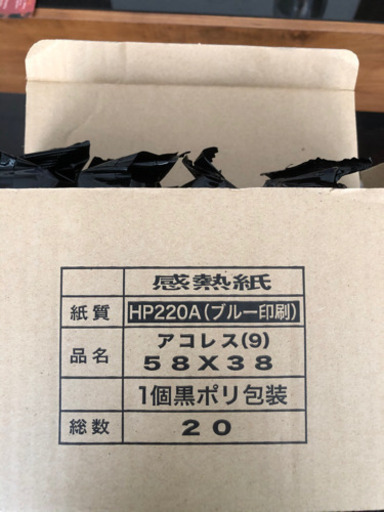 感熱紙
紙質 HP220A(ブルー印刷)
品名 アコレス(9)
58X38
1個黒ポリ包装
総数 20